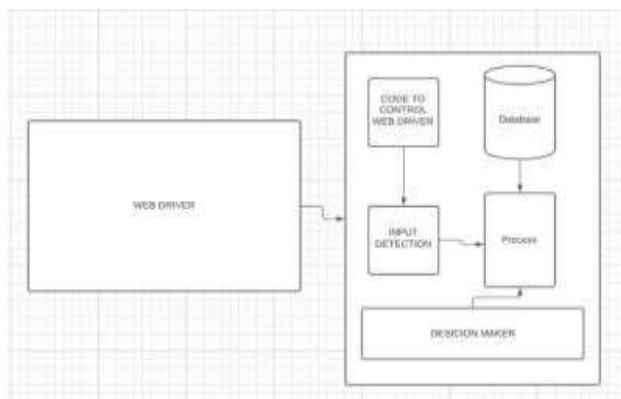 CODE TO
CONTROL
WEB DRIVER
Database
WEB DRIVER
INPUT
DETECTION
Process
DESICION MAKER